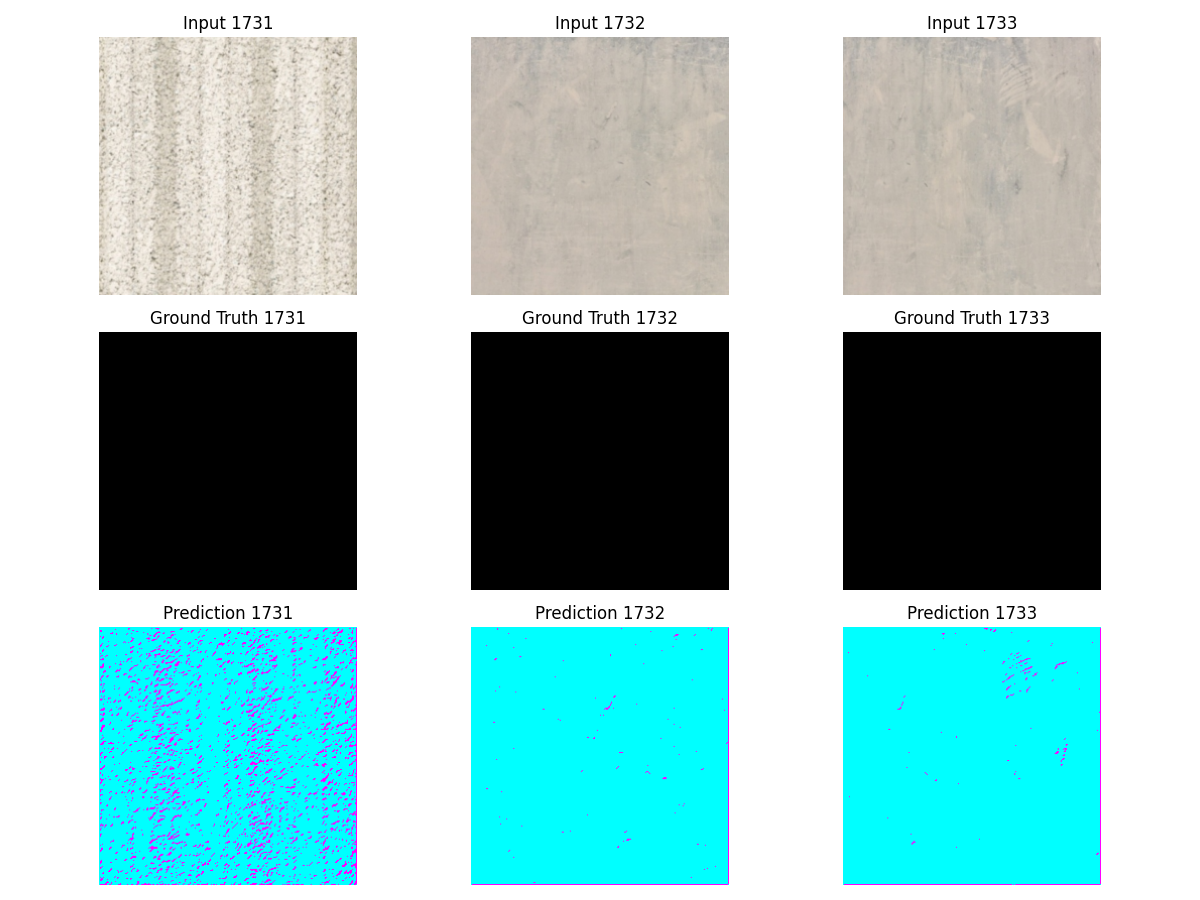 Input 1731
Input 1732
Input 1733
Ground Truth 1731
Ground Truth 1732
Ground Truth 1733
Prediction 1731
Prediction 1732
Prediction 1733